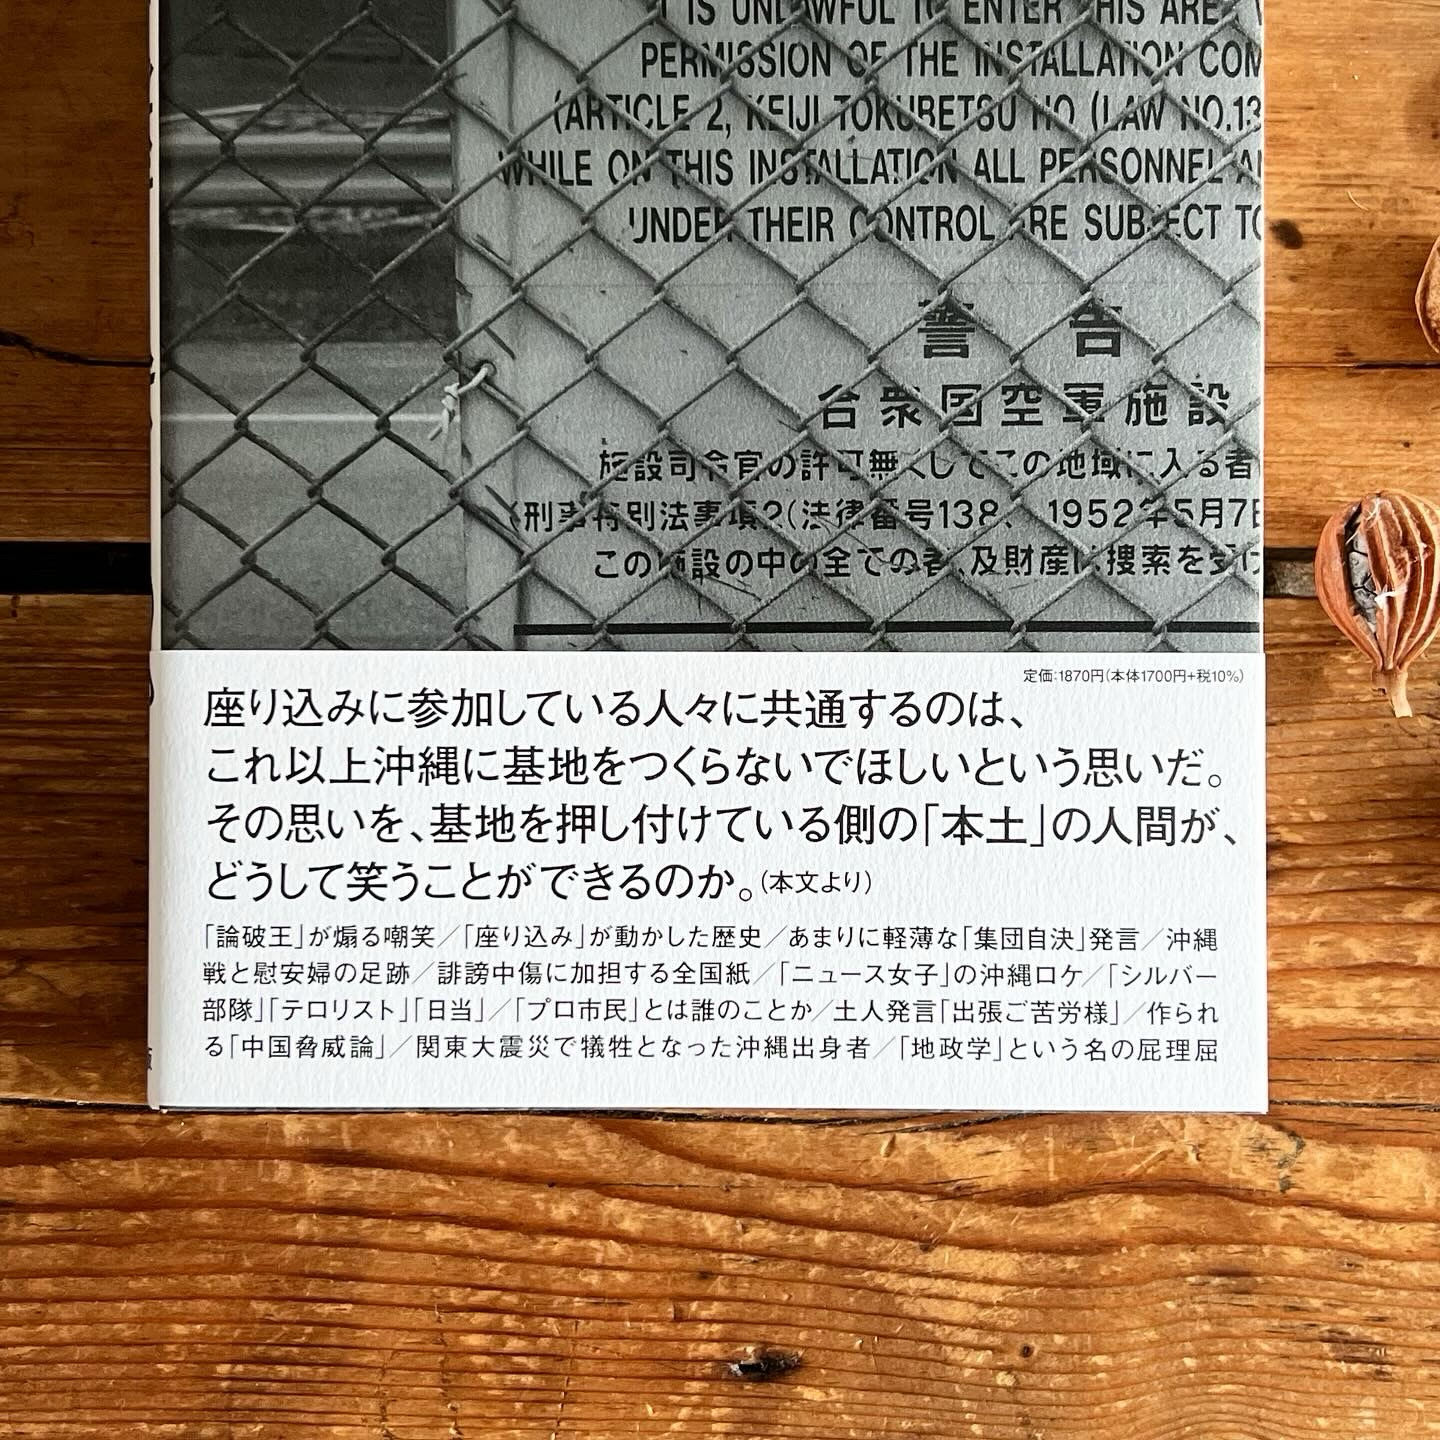 IT IS UNLAWFUL TO ENTER THIS AREA
PERMISSION OF THE INSTALLATION COM
(ARTICLE 2, KEIJI TOKUBETSU HO (LAW NO.13
WHILE ON THIS INSTALLATION ALL PERSONNEL A
UNDER THEIR CONTROL ARE SUBJECT TO
警告
合衆国空軍施設
施設司令官の許可無くしてこの地域に入る者
(刑事特別法事項2(法律番号138、1952年5月7日
この施設の中の全ての者、及財産は捜索を受け
定価:1870円(本体1700円+税10%)
座り込みに参加している人々に共通するのは、
これ以上沖縄に基地をつくらないでほしいという思いだ。
その思いを、基地を押し付けている側の「本土」の人間が、
どうして笑うことができるのか。(本文より)
「論破王」が煽る嘲笑/「座り込み」が動かした歴史/あまりに軽薄な「集団自決」発言/沖縄
戦と慰安婦の足跡/誹謗中傷に加担する全国紙/「ニュース女子」の沖縄ロケ/「シルバー
部隊」「テロリスト」「日当」/「プロ市民」とは誰のことか/土人発言「出張ご苦労様」/作られ
る「中国脅威論」/関東大震災で犠牲となった沖縄出身者/「地政学」という名の屁理屈